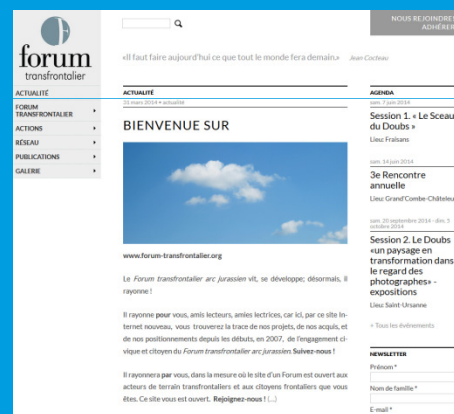 NOUS REJOINDRE
ADHÉRER
forum
transfrontalier
«Il faut faire aujourd'hui ce que tout le monde fera demain.» Jean Cocteau
ACTUALITÉ
FORUM
TRANSFRONTALIER
ACTIONS
RÉSEAU
PUBLICATIONS
GALERIE
ACTUALITÉ
31 mars 2014 • actualité
BIENVENUE SUR
www.forum-transfrontalier.org
Le Forum transfrontalier arc jurassien vit, se développe; désormais, il
rayonne !
Il rayonne pour vous, amis lecteurs, amies lectrices, car ici, par ce site In-
ternet nouveau, vous trouverez la trace de nos projets, de nos acquis, et
de nos positionnements depuis les débuts, en 2007, de l'engagement ci-
vique et citoyen du Forum transfrontalier arc jurassien. Suivez-nous !
Il rayonnera par vous, dans la mesure où le site d'un Forum est ouvert aux
acteurs de terrain transfrontaliers et aux citoyens frontaliers que vous
êtes. Ce site vous est ouvert. Rejoignez-nous ! (...)
AGENDA
sam. 7 juin 2014
Session 1. « Le Sceau
du Doubs »
Lieu: Fraisans
sam. 14 juin 2014
3e Rencontre
annuelle
Lieu: Grand'Combe-Châteleu
sam. 20 septembre 2014 - dim. 5
octobre 2014
Session 2. Le Doubs
«un paysage en
transformation dans
le regard des
photographes» -
expositions
Lieu: Saint-Ursanne
+ Tous les événements
NEWSLETTER
Prénom *
Nom de famille *
E-mail *